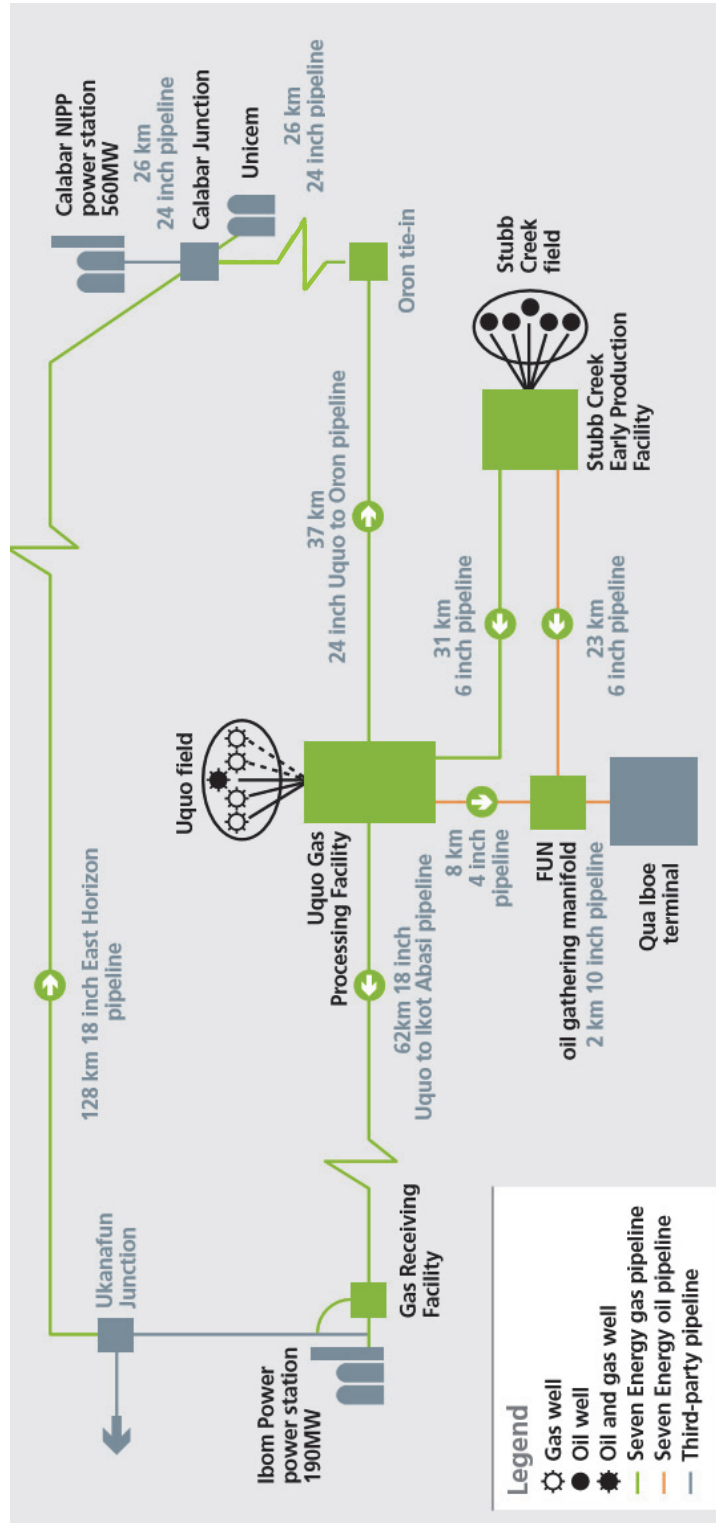 128 km 18 inch East Horizon
pipeline
Ukanafun
Junction
Ibom Power
power station
190MW
Gas Receiving
Facility
62km 18 inch
Uquo to Ikot Abasi pipeline
Uquo field
Uquo Gas
Processing Facility
37 km
24 inch Uquo to Oron pipeline
Calabar NIPP
power station
560MW
26 km
24 inch pipeline
Calabar Junction
Unicem
26 km
24 inch pipeline
Oron tie-in
Stubb
Creek
field
Stubb Creek
Early Production
Facility
31 km
6 inch pipeline
23 km
6 inch pipeline
8 km
4 inch
pipeline
FUN
oil gathering manifold
2 km 10 inch pipeline
Qua Iboe
terminal
Legend
Gas well
Oil well
Oil and gas well
Seven Energy gas pipeline
Seven Energy oil pipeline
Third-party pipeline